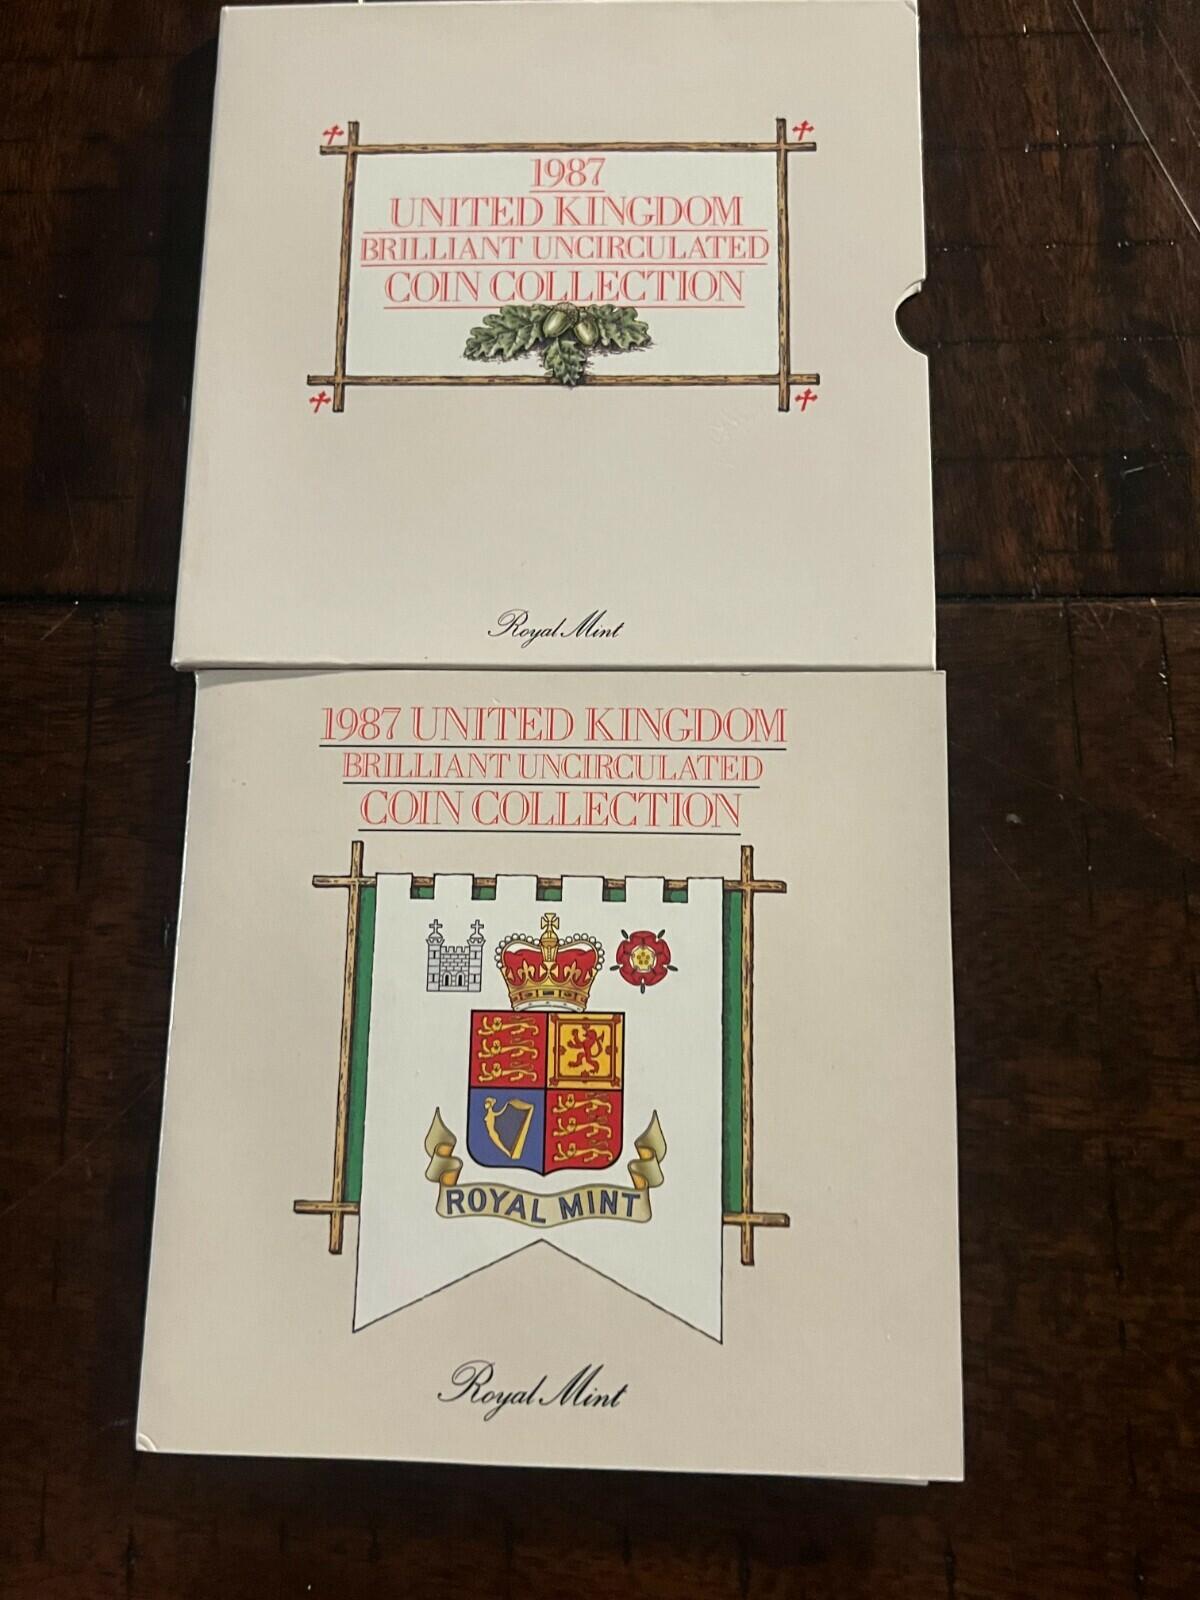 1987
UNITED KINGDOM
BRILLIANT UNCIRCULATED
COIN COLLECTION
Royal Mint
1987 UNITED KINGDOM
BRILLIANT UNCIRCULATED
COIN COLLECTION
ROYAL MINT
Royal Mint